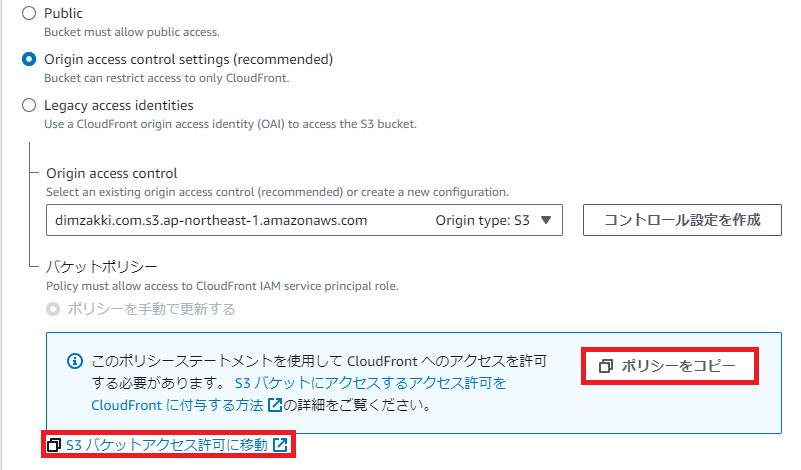 Public
Bucket must allow public access.
Origin access control settings (recommended)
Bucket can restrict access to only CloudFront.
Legacy access identities
Use a CloudFront origin access identity (OAI) to access the S3 bucket.
Origin access control
Select an existing origin access control (recommended) or create a new configuration.
dimzakki.com.s3.ap-northeast-1.amazonaws.com Origin type: S3 コントロール設定を作成
バケットポリシー
Policy must allow access to CloudFront IAM service principal role.
ポリシーを手動で更新する
このポリシーステートメントを使用して CloudFront へのアクセスを許可
する必要があります。 S3 バケットにアクセスするアクセス許可を
CloudFront に付与する方法 の詳細をご覧ください。
ポリシーをコピー
S3 バケットアクセス許可に移動